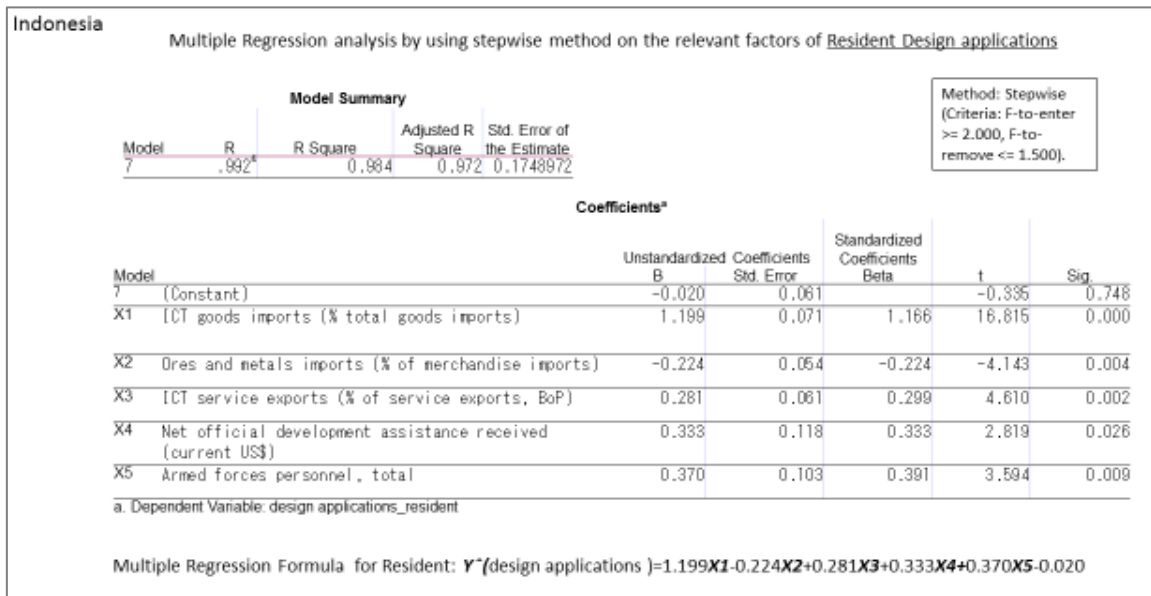 Indonesia
Multiple Regression analysis by using stepwise method on the relevant factors of Resident Design applications
Method: Stepwise
(Criteria: F-to-enter
>= 2.000, F-to-
remove <= 1.500).
Model Summary
Model R R Square Adjusted R Square Std. Error of the Estimate
7 .992ª 0.984 0.972 0.1748972
Coefficientsª
Unstandardized Coefficients Standardized Coefficients
Model B Std. Error Beta t Sig.
7 (Constant) -0.020 0.061 -0.335 0.748
X1 ICT goods imports (% total goods imports) 1.199 0.071 1.166 16.815 0.000
X2 Ores and metals imports (% of merchandise imports) -0.224 0.054 -0.224 -4.143 0.004
X3 ICT service exports (% of service exports, BoP) 0.281 0.061 0.299 4.610 0.002
X4 Net official development assistance received 0.333 0.118 0.333 2.819 0.026
(current US$)
X5 Armed forces personnel, total 0.370 0.103 0.391 3.594 0.009
a. Dependent Variable: design applications_resident
Multiple Regression Formula for Resident: Yˆ(design applications )=1.199X1-0.224X2+0.281X3+0.333X4+0.370X5-0.020